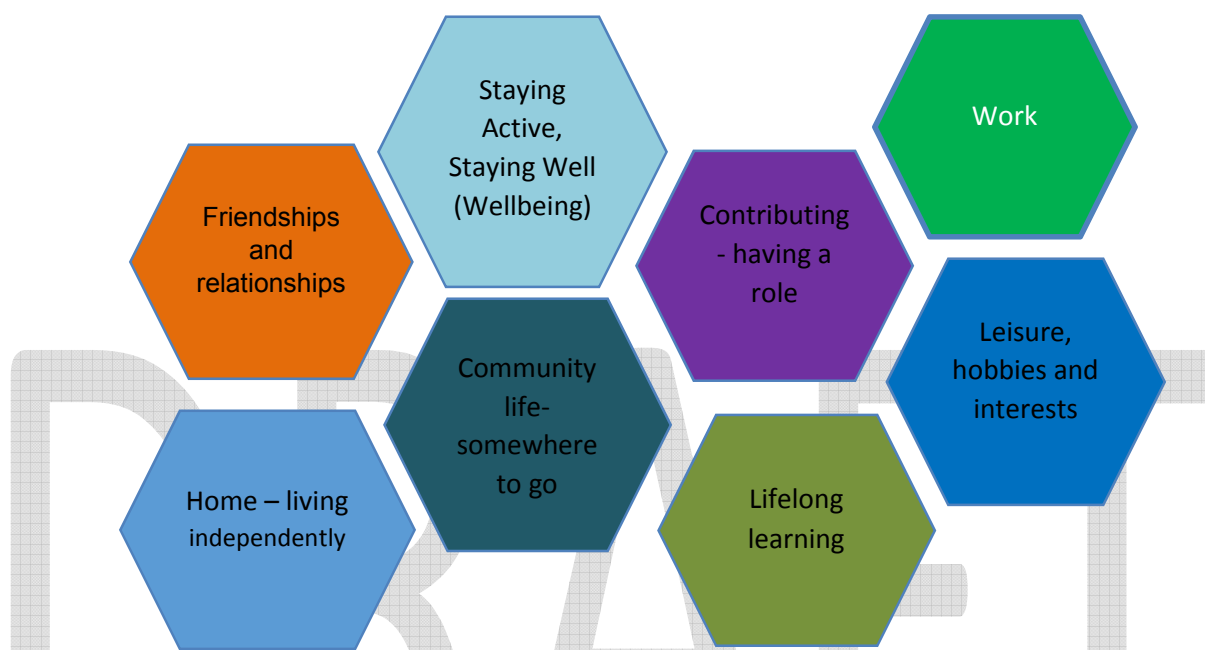 Staying
Active,
Staying Well
(Wellbeing)
Work
Friendships
and
relationships
Contributing
- having a
role
Leisure,
hobbies and
interests
Community
life-
somewhere
to go
Home – living
independently
Lifelong
learning
DRAFT